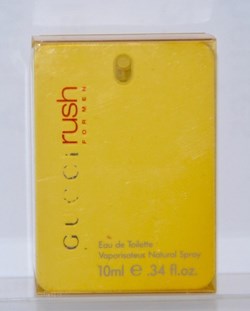 GUCCI rush
FOR MEN
Eau de Toilette
Vaporisateur Natural Spray
10ml e .34 fl.oz.